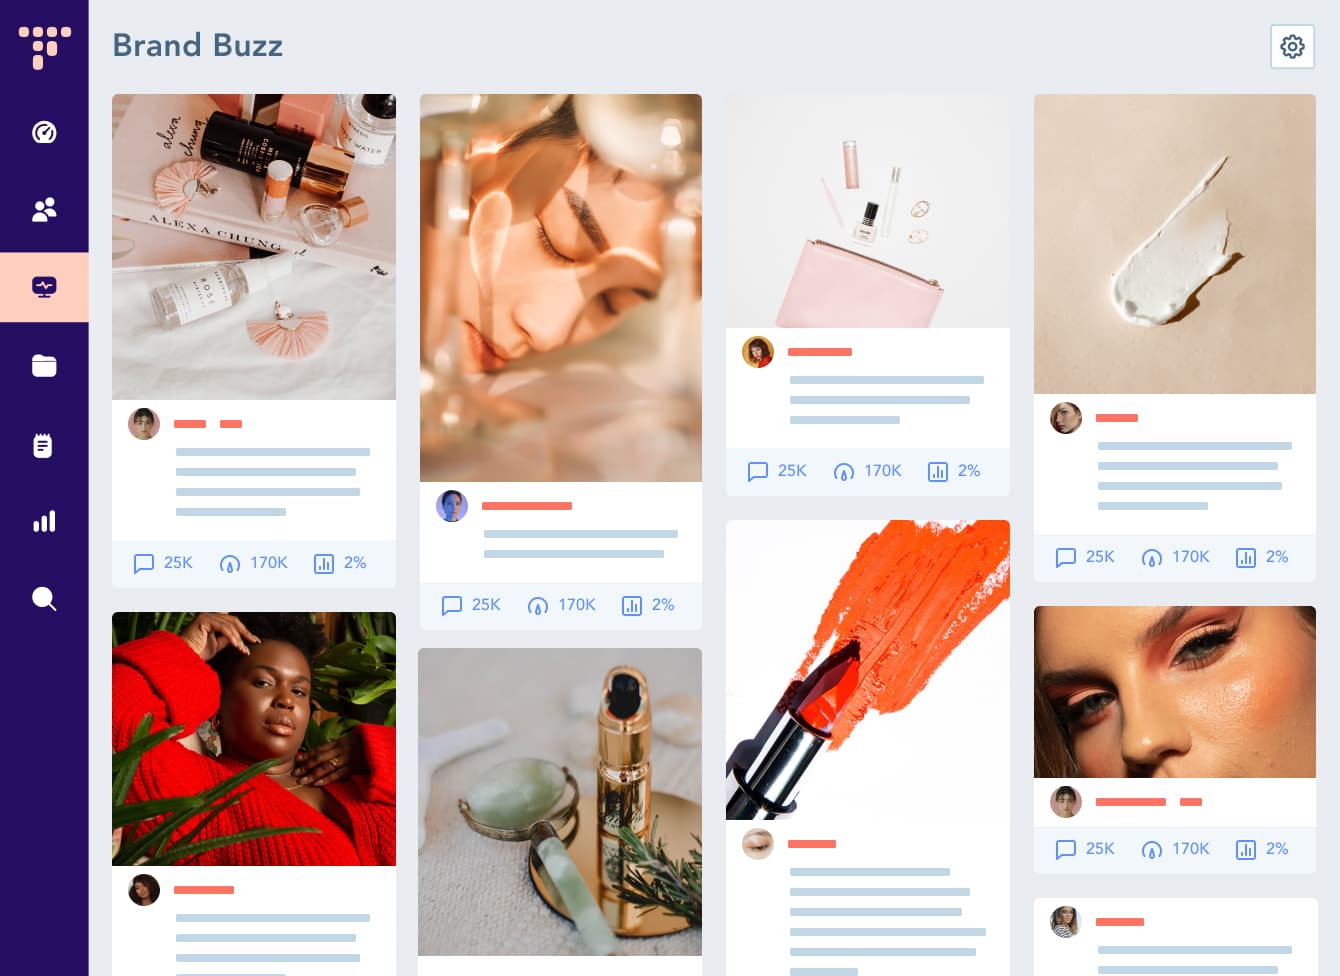 Brand Buzz
alexa
chung
WATER
ALEXA CHUNG
ROSE
25K 170K 2%
25K 170K 2%
25K 170K 2%
25K 170K 2%
25K 170K 2%